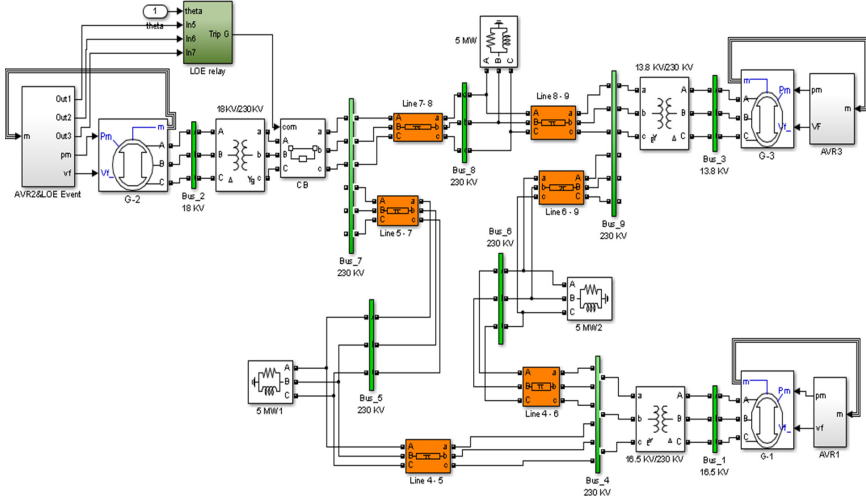 1
theta
theta
In5
In6
In7
Trip G
LOE relay
5 MW
A B C
13.8 KV/230 KV
Line 7- 8
Line 8 - 9
18KV/230KV
Out1
Out2
Out3
pm
vf
m
AVR2&LOE Event
Pm
m
Vf_
A
B
C
G-2
Bus_2
18 KV
A
B
C
a
b
c
Δ
Yg
com
A
B
C
a
b
c
CB
A
B
C
a
b
c
Bus_8
230 KV
A
B
C
a
b
c
a
b
c
A
B
C
Δ
Bus_3
13.8 KV
m
A
B
C
Pm
Vf_
G-3
Pm
VF
m
AVR3
A
B
C
a
b
c
Line 5 - 7
Bus_7
230 KV
A
B
C
a
b
c
Line 6 - 9
Bus_9
230 KV
Bus_6
230 KV
A
B
C
5 MW2
A
B
C
5 MW1
Bus_5
230 KV
A
B
C
a
b
c
Line 4 - 6
a
b
c
A
B
C
Δ
16.5 KV/230 KV
Bus_1
16.5 KV
m
A
B
C
Pm
Vf_
G-1
pm
vf
m
AVR1
A
B
C
a
b
c
Line 4 - 5
Bus_4
230 KV